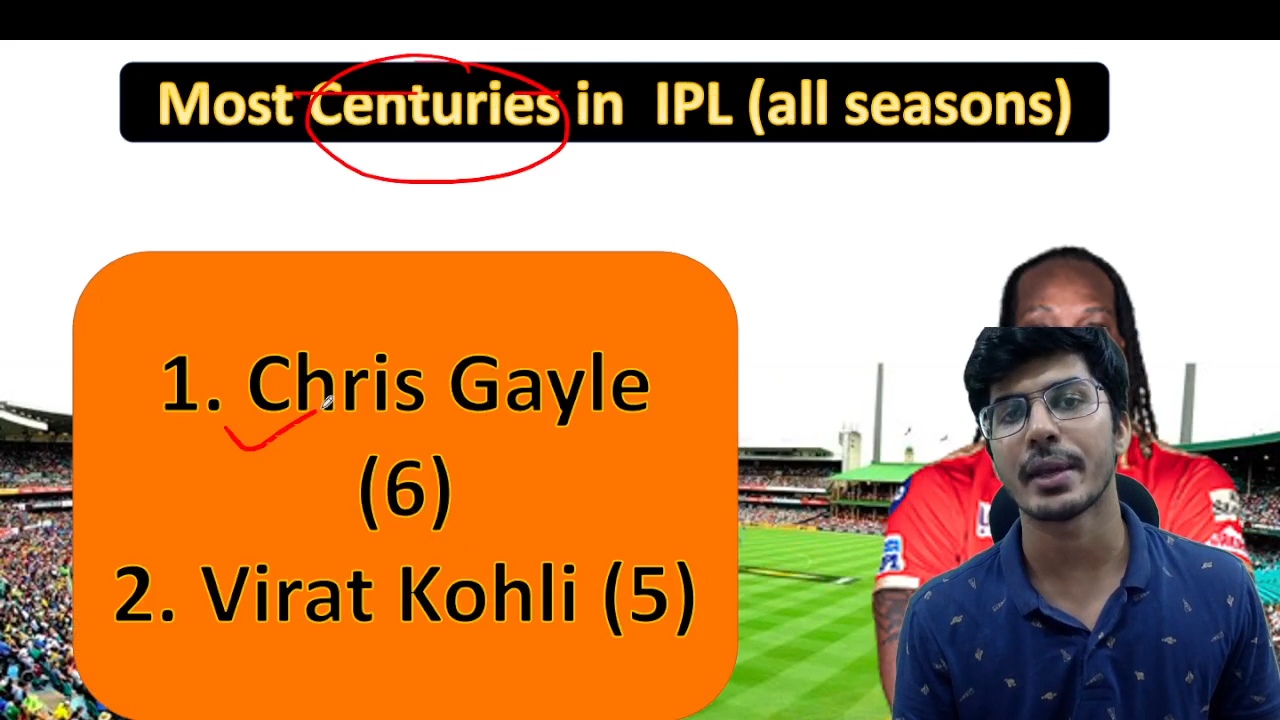 Most Centuries in IPL (all seasons)
1. Chris Gayle
(6)
2. Virat Kohli (5)